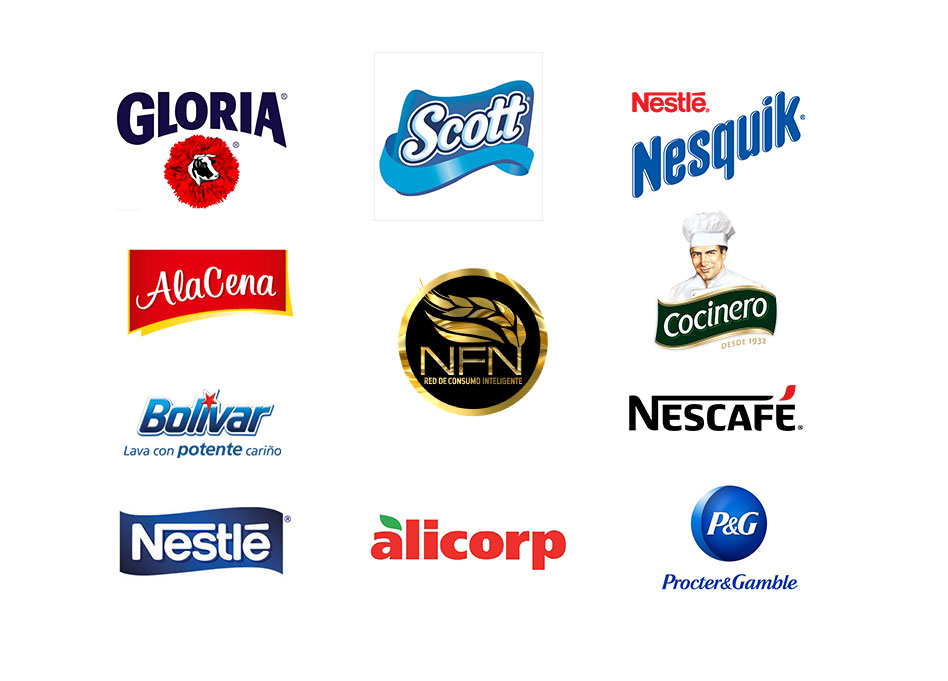 GLORIA®
®
Scott
Nestlé®
Nesquik®
AlaCena
NFN
RED DE CONSUMO INTELIGENTE
Cocinero
DESDE 1932
Bolívar
Lava con potente cariño
NESCAFÉ®
Nestlé®
alicorp
P&G
Procter&Gamble